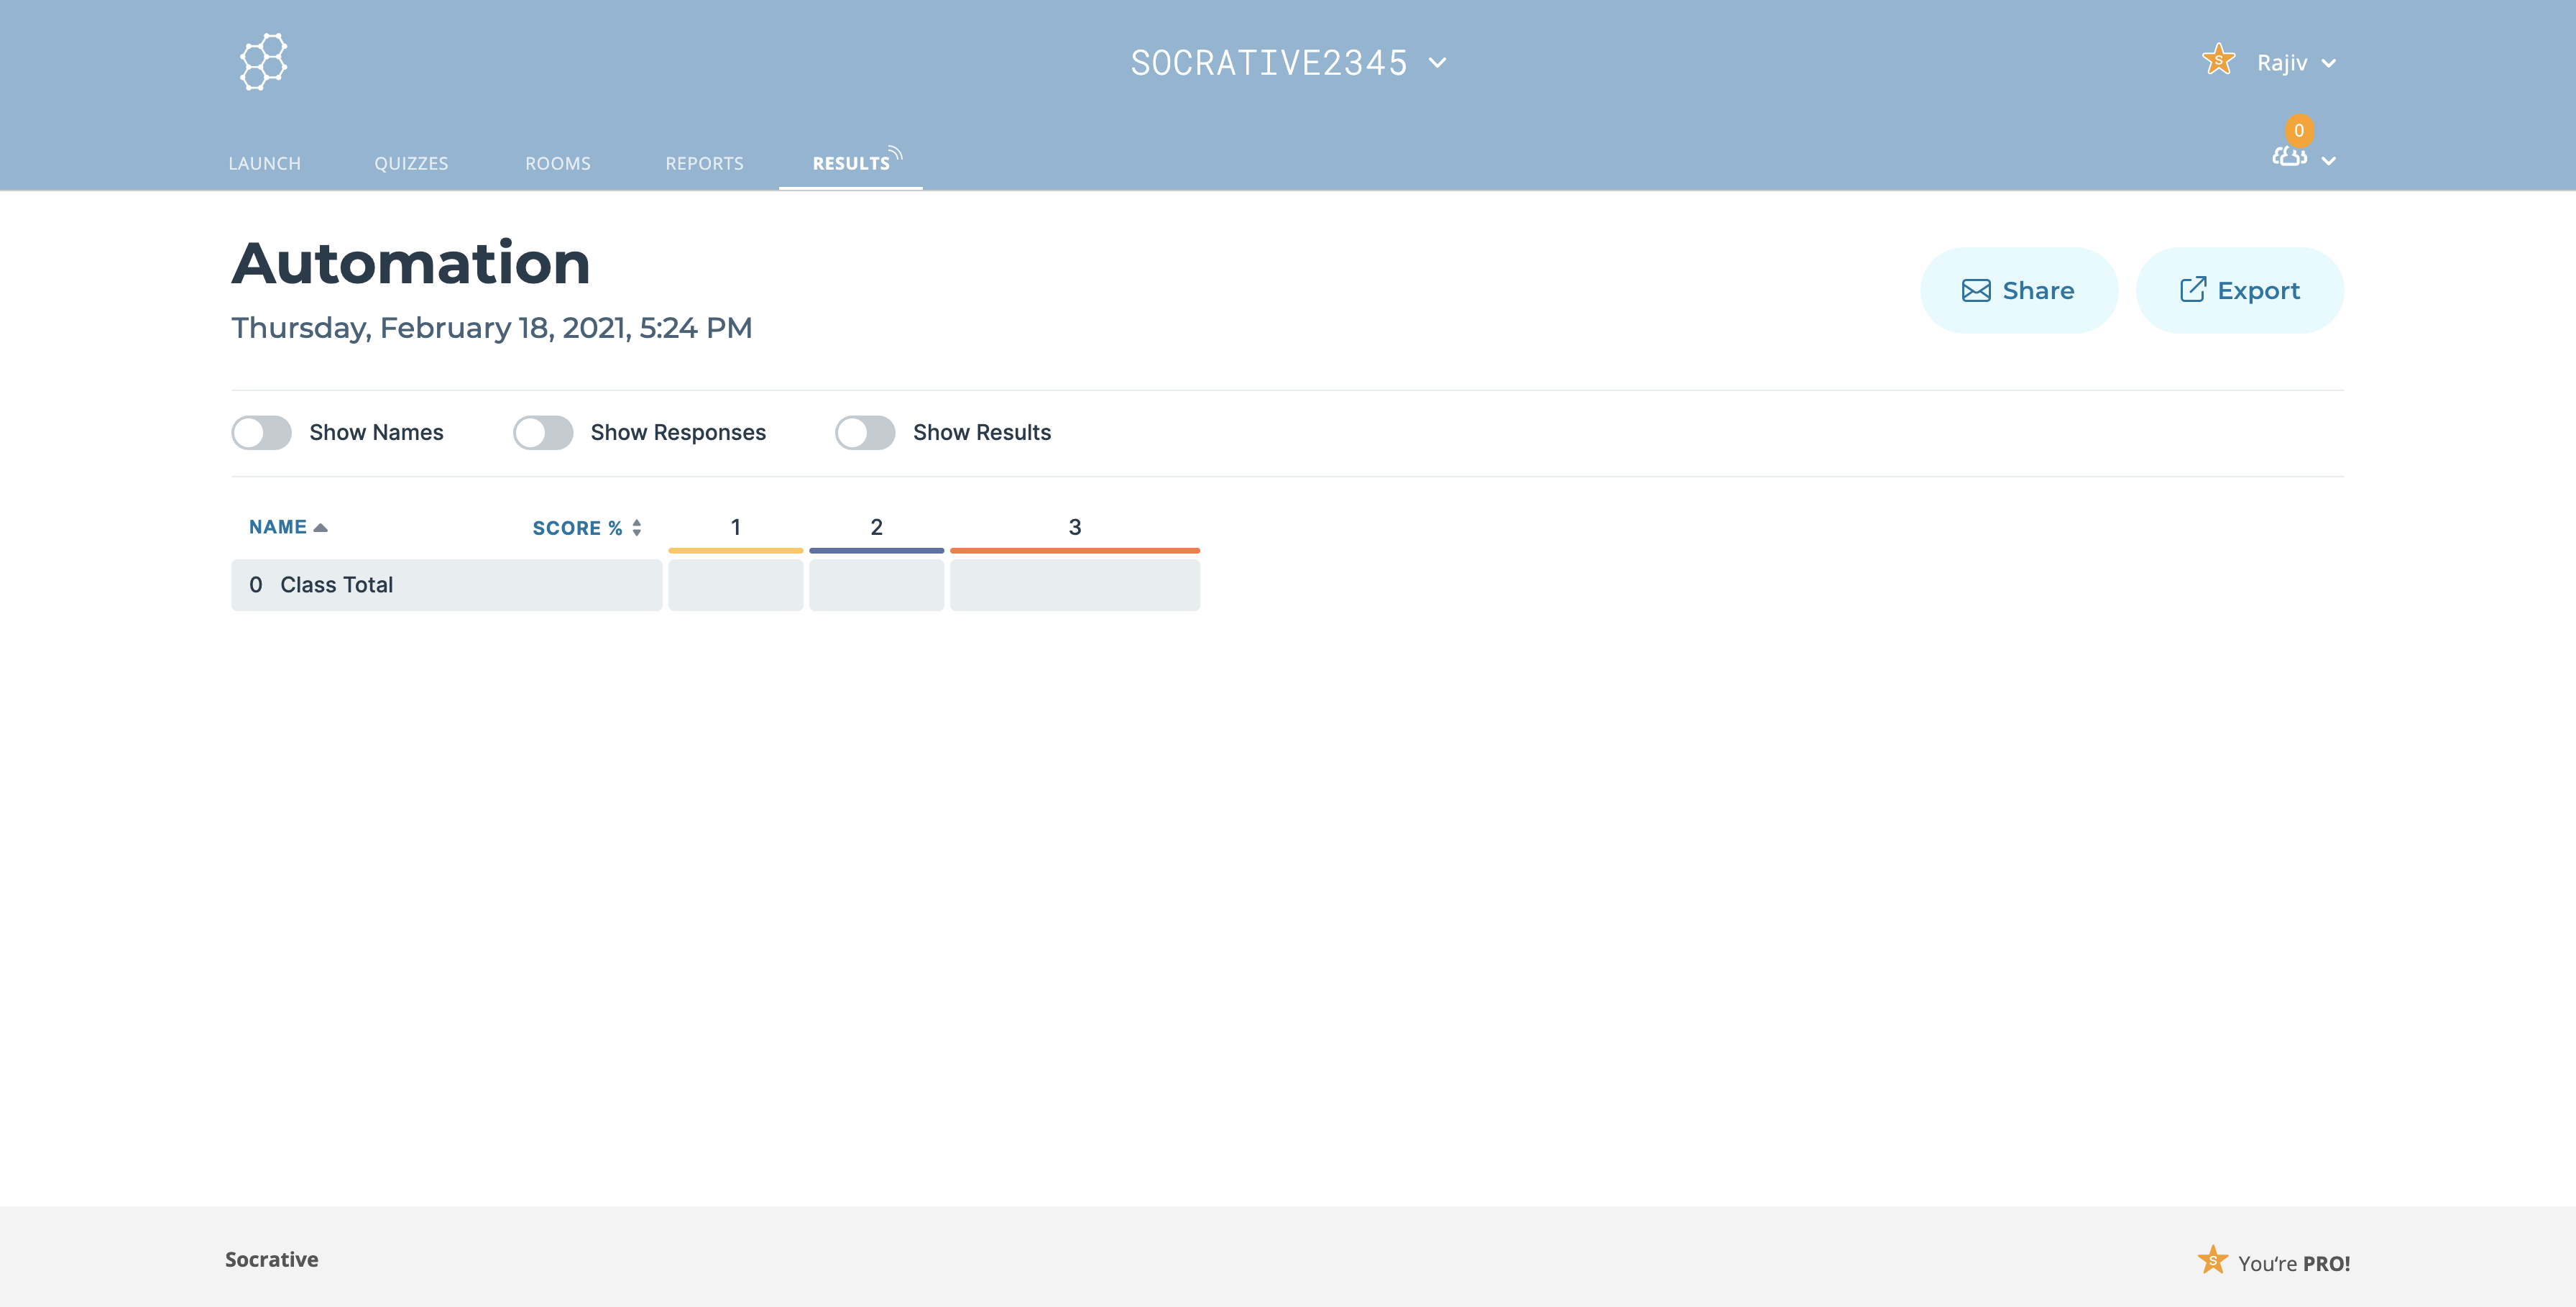 SOCRATIVE2345
S Rajiv
0
LAUNCH QUIZZES ROOMS REPORTS RESULTS
Automation
Share Export
Thursday, February 18, 2021, 5:24 PM
Show Names Show Responses Show Results
NAME SCORE % 1 2 3
0 Class Total
Socrative
S You're PRO!